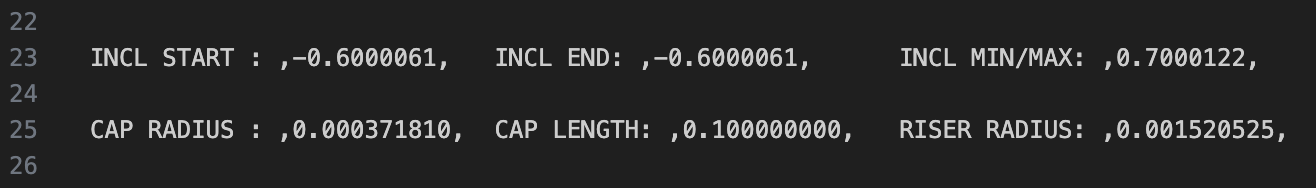 22
23 INCL START : ,-0.6000061, INCL END: ,-0.6000061, INCL MIN/MAX: ,0.7000122,
24
25 CAP RADIUS : ,0.000371810, CAP LENGTH: ,0.100000000, RISER RADIUS: ,0.001520525,
26